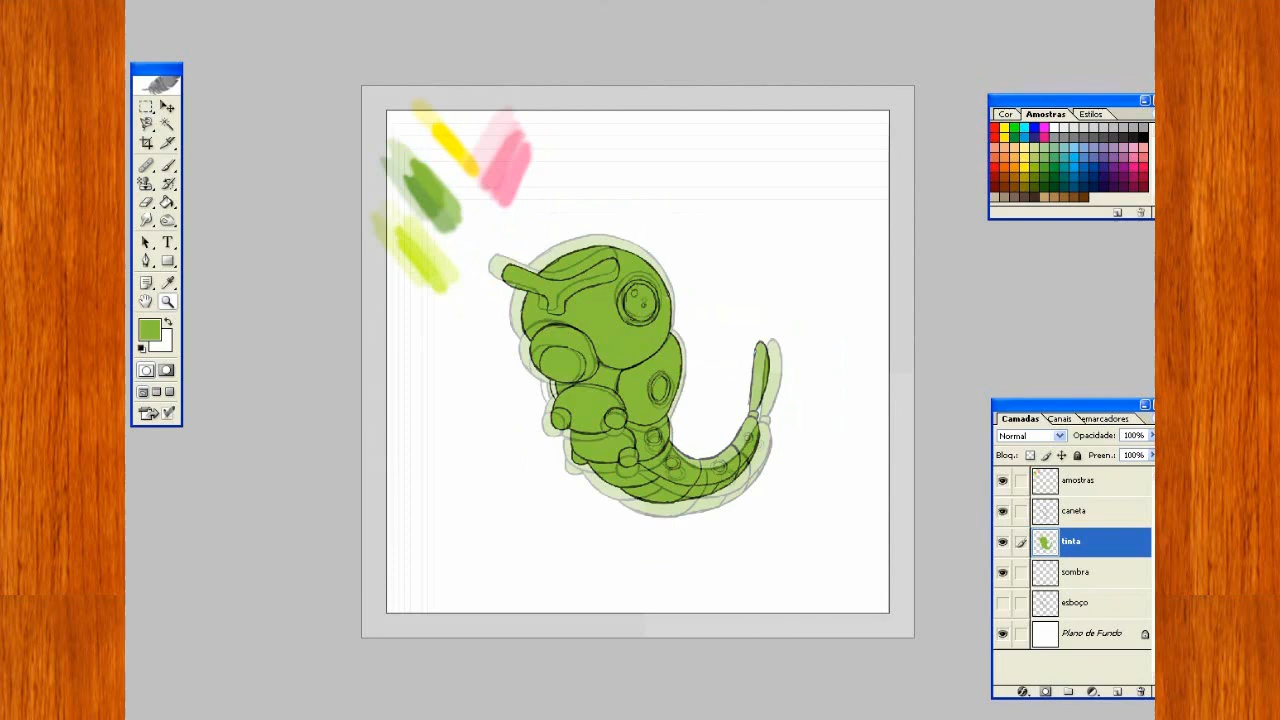 Cor Amostras Estilos
Camadas Canais emarcadores
Normal Opacidade: 100%
Bloq.: Preen.: 100%
amostras
caneta
tinta
sombra
esboço
Plano de Fundo
T